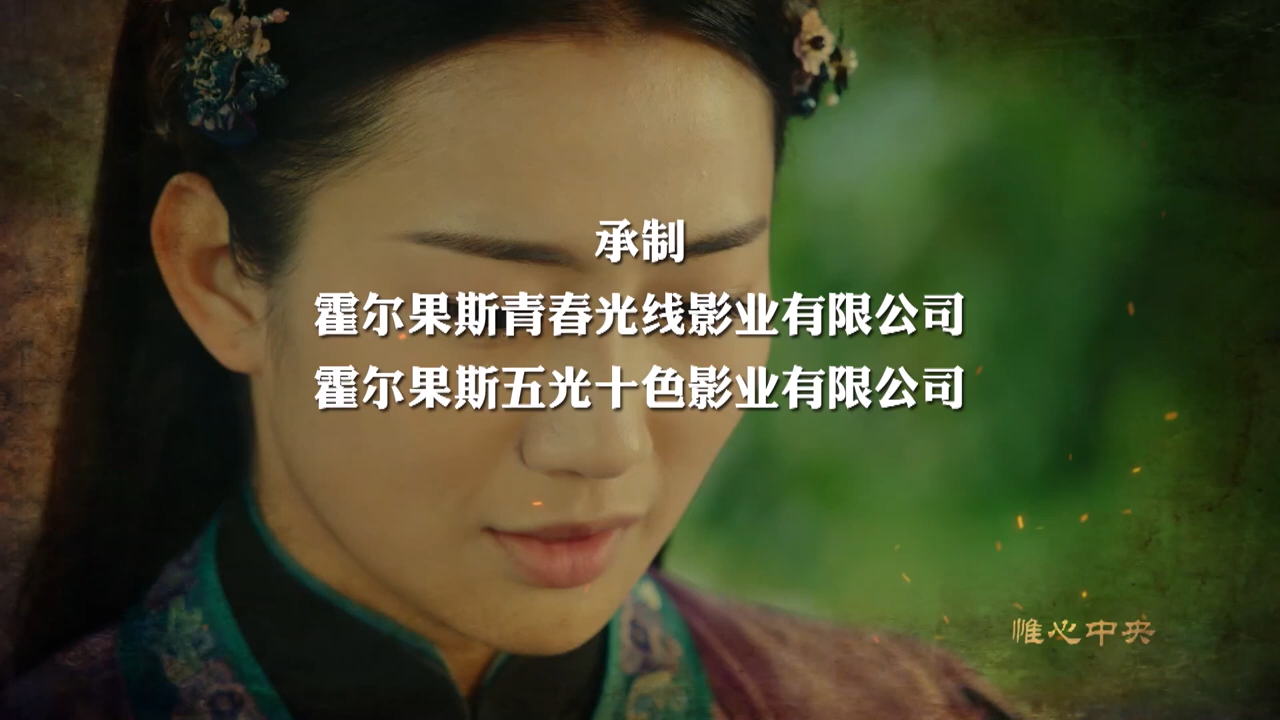 承制
霍尔果斯青春光线影业有限公司
霍尔果斯五光十色影业有限公司
惟心中央